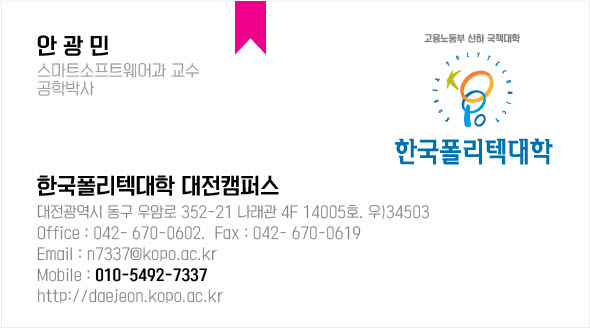 안 광 민
스마트소프트웨어과 교수
공학박사
고용노동부 산하 국책대학
KOREA POLYTECHNICS
KOPO
한국폴리텍대학
한국폴리텍대학 대전캠퍼스
대전광역시 동구 우암로 352-21 나래관 4F 14005호. 우)34503
Office : 042- 670-0602.  Fax : 042- 670-0619
Email : n7337@kopo.ac.kr
Mobile : 010-5492-7337
http://daejeon.kopo.ac.kr